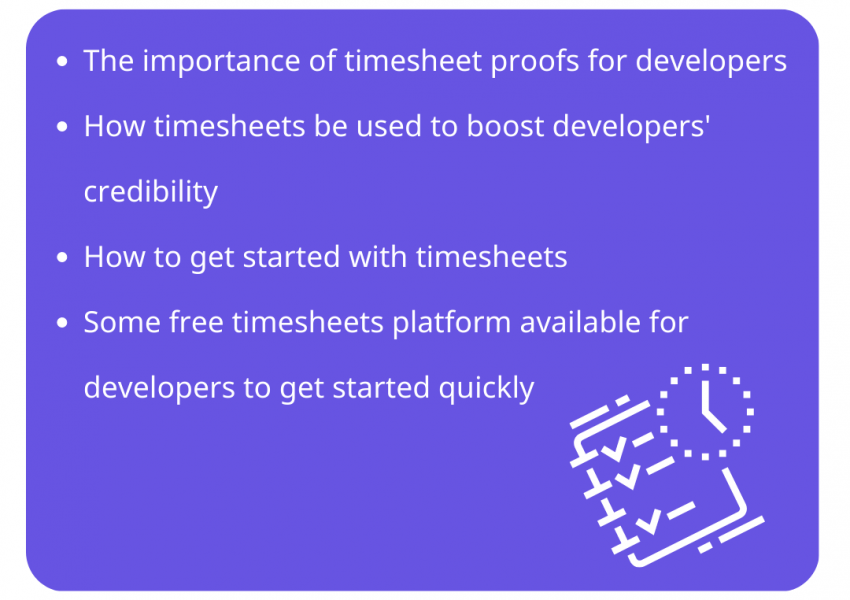 • The importance of timesheet proofs for developers
• How timesheets be used to boost developers'
credibility
• How to get started with timesheets
• Some free timesheets platform available for
developers to get started quickly